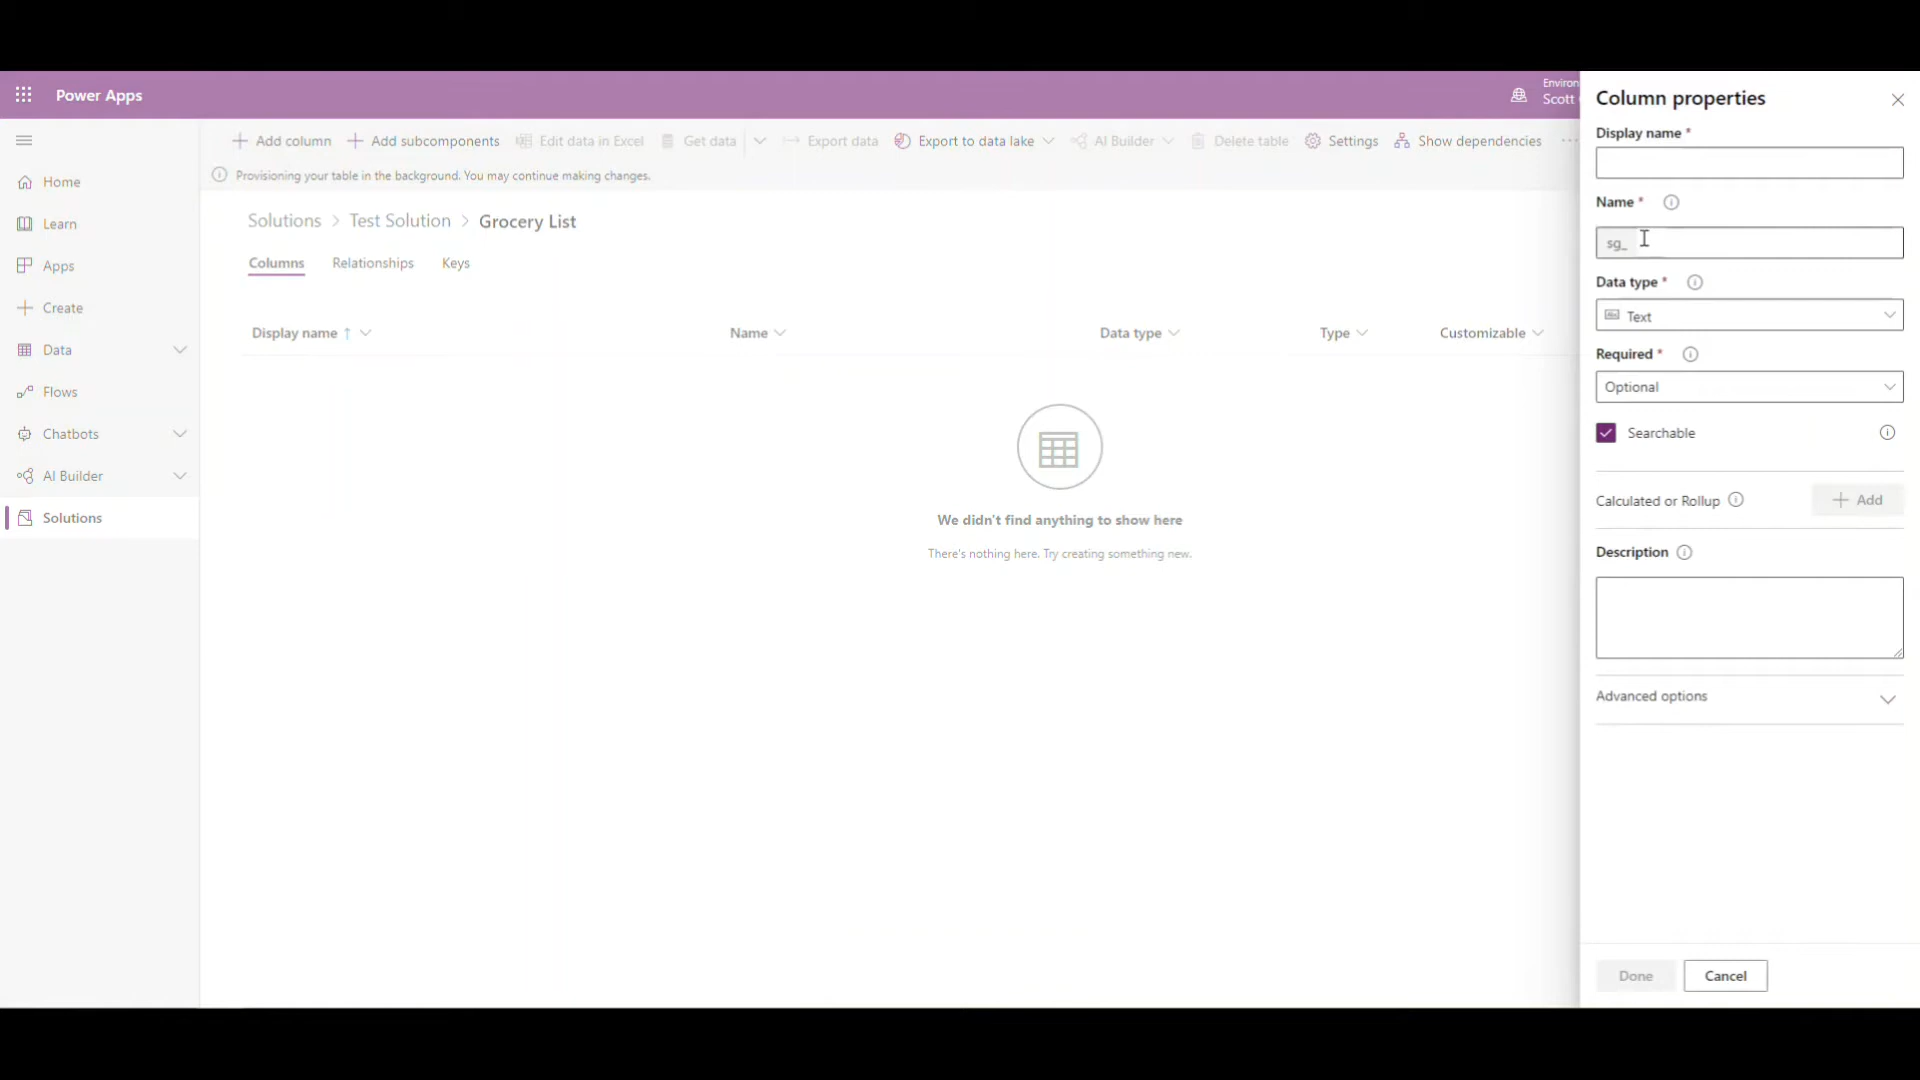 Power Apps
Environ
Scott
Add column
Add subcomponents
Edit data in Excel
Get data
Export data
Export to data lake
AI Builder
Delete table
Settings
Show dependencies
Provisioning your table in the background. You may continue making changes.
Home
Learn
Apps
Create
Data
Flows
Chatbots
AI Builder
Solutions
Solutions > Test Solution > Grocery List
Columns
Relationships
Keys
Display name ↑
Name
Data type
Type
Customizable
We didn't find anything to show here
There's nothing here. Try creating something new.
Column properties
Display name *
Name *
sg_
Data type *
Abc Text
Required *
Optional
Searchable
Calculated or Rollup
Add
Description
Advanced options
Done
Cancel